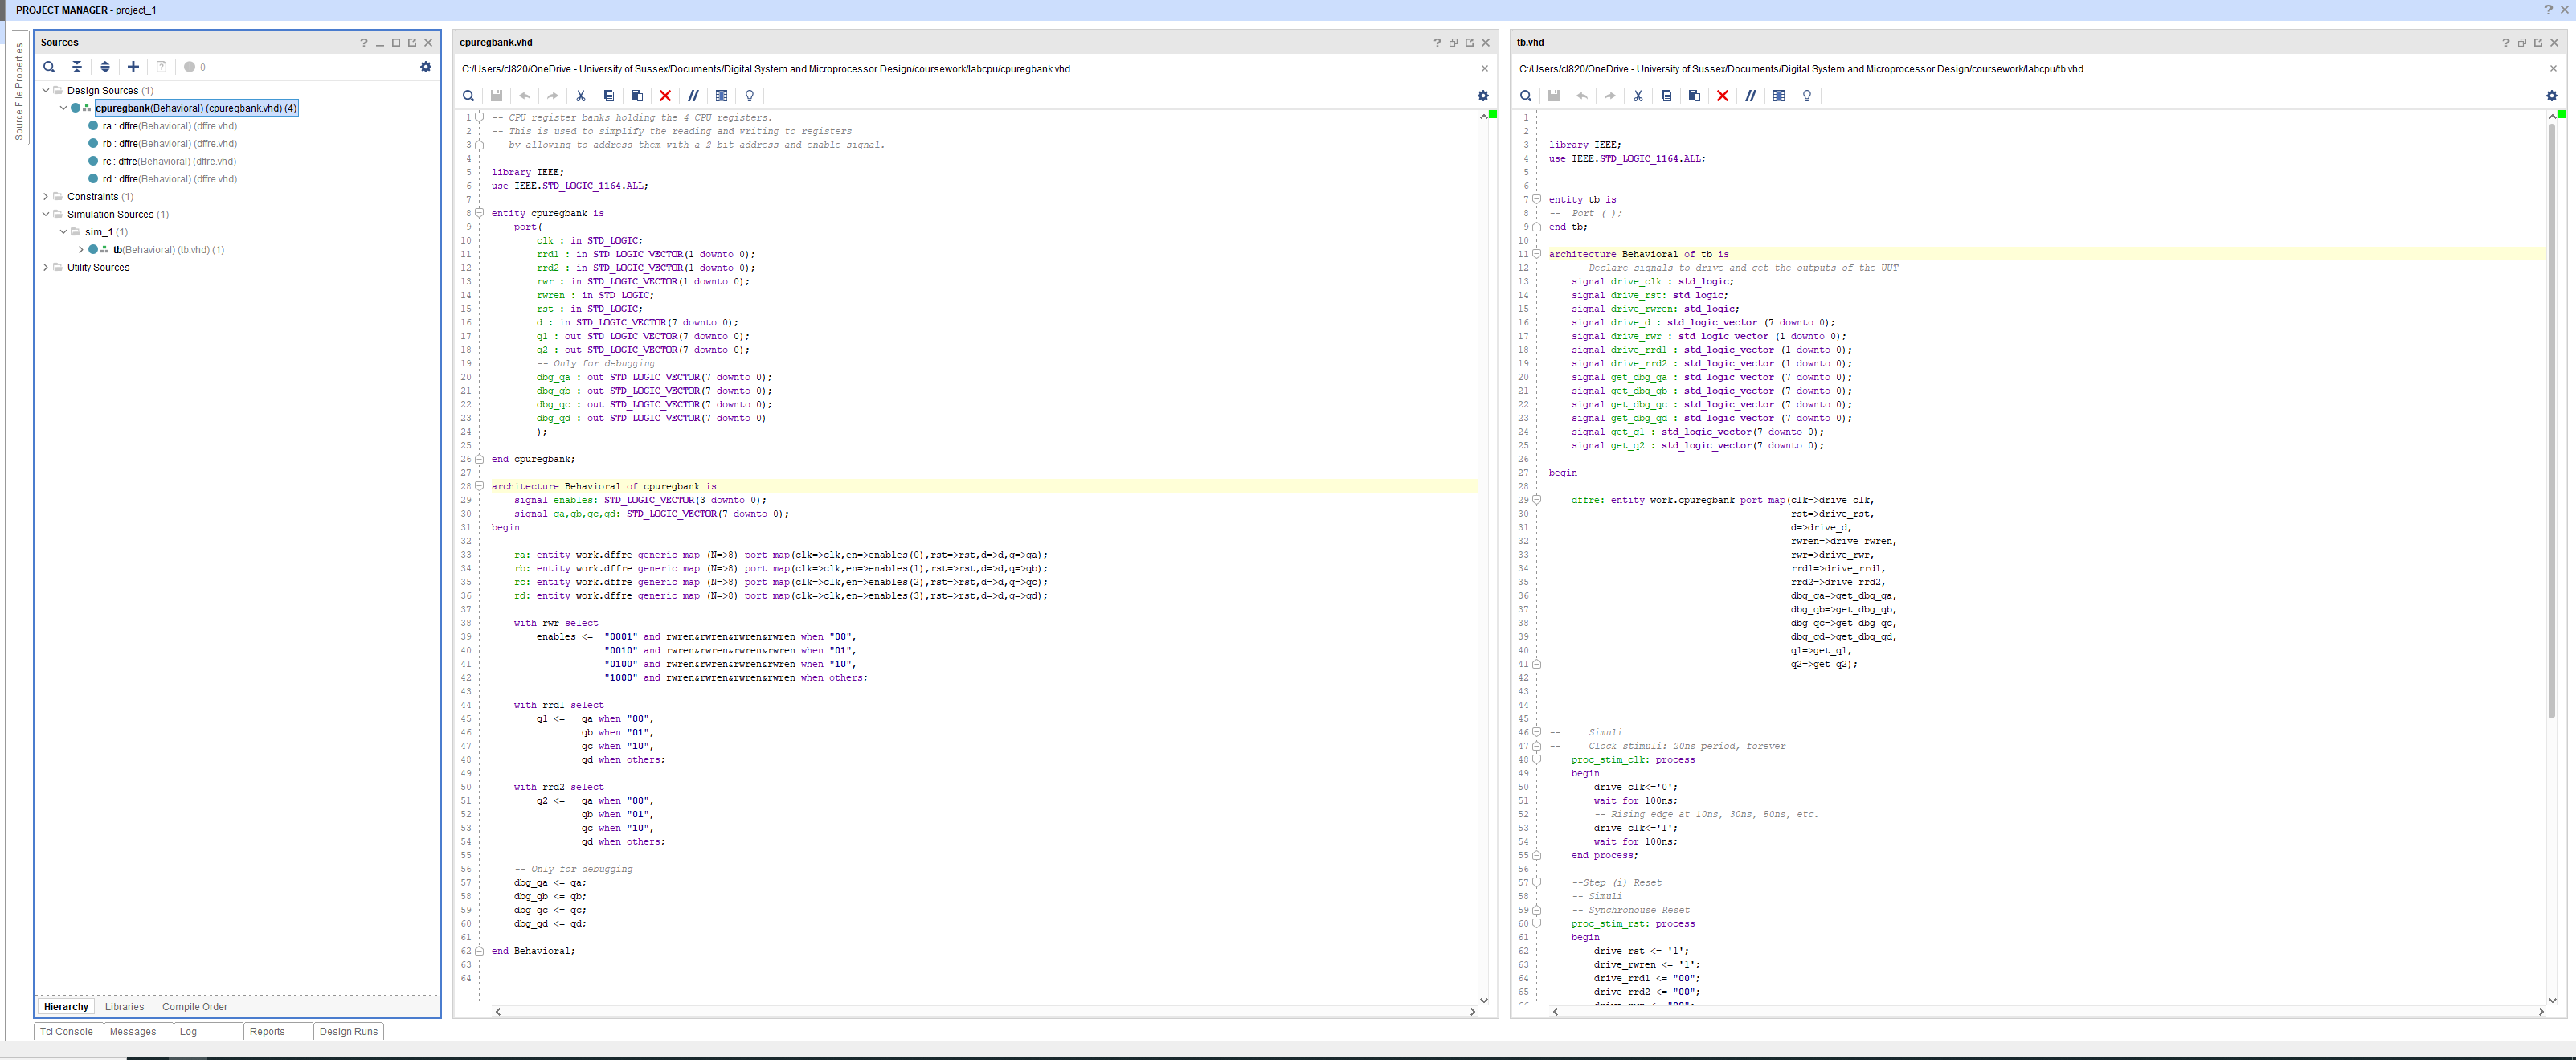 PROJECT MANAGER - project_1
Source File Properties
Sources
0
Design Sources (1)
cpuregbank(Behavioral) (cpuregbank.vhd) (4)
ra : dffre(Behavioral) (dffre.vhd)
rb : dffre(Behavioral) (dffre.vhd)
rc : dffre(Behavioral) (dffre.vhd)
rd : dffre(Behavioral) (dffre.vhd)
Constraints (1)
Simulation Sources (1)
sim_1 (1)
tb(Behavioral) (tb.vhd) (1)
Utility Sources
Hierarchy Libraries Compile Order
Tcl Console Messages Log Reports Design Runs
cpuregbank.vhd
C:/Users/cl820/OneDrive - University of Sussex/Documents/Digital System and Microprocessor Design/coursework/labcpu/cpuregbank.vhd
1 -- CPU register banks holding the 4 CPU registers.
2 -- This is used to simplify the reading and writing to registers
3 -- by allowing to address them with a 2-bit address and enable signal.
4
5 library IEEE;
6 use IEEE.STD_LOGIC_1164.ALL;
7
8 entity cpuregbank is
9 port(
10 clk : in STD_LOGIC;
11 rrd1 : in STD_LOGIC_VECTOR(1 downto 0);
12 rrd2 : in STD_LOGIC_VECTOR(1 downto 0);
13 rwr : in STD_LOGIC_VECTOR(1 downto 0);
14 rwren : in STD_LOGIC;
15 rst : in STD_LOGIC;
16 d : in STD_LOGIC_VECTOR(7 downto 0);
17 q1 : out STD_LOGIC_VECTOR(7 downto 0);
18 q2 : out STD_LOGIC_VECTOR(7 downto 0);
19 -- Only for debugging
20 dbg_qa : out STD_LOGIC_VECTOR(7 downto 0);
21 dbg_qb : out STD_LOGIC_VECTOR(7 downto 0);
22 dbg_qc : out STD_LOGIC_VECTOR(7 downto 0);
23 dbg_qd : out STD_LOGIC_VECTOR(7 downto 0)
24 );
25
26 end cpuregbank;
27
28 architecture Behavioral of cpuregbank is
29 signal enables: STD_LOGIC_VECTOR(3 downto 0);
30 signal qa,qb,qc,qd: STD_LOGIC_VECTOR(7 downto 0);
31 begin
32
33 ra: entity work.dffre generic map (N=>8) port map(clk=>clk,en=>enables(0),rst=>rst,d=>d,q=>qa);
34 rb: entity work.dffre generic map (N=>8) port map(clk=>clk,en=>enables(1),rst=>rst,d=>d,q=>qb);
35 rc: entity work.dffre generic map (N=>8) port map(clk=>clk,en=>enables(2),rst=>rst,d=>d,q=>qc);
36 rd: entity work.dffre generic map (N=>8) port map(clk=>clk,en=>enables(3),rst=>rst,d=>d,q=>qd);
37
38 with rwr select
39 enables <= "0001" and rwren&rwren&rwren&rwren when "00",
40 "0010" and rwren&rwren&rwren&rwren when "01",
41 "0100" and rwren&rwren&rwren&rwren when "10",
42 "1000" and rwren&rwren&rwren&rwren when others;
43
44 with rrd1 select
45 q1 <= qa when "00",
46 qb when "01",
47 qc when "10",
48 qd when others;
49
50 with rrd2 select
51 q2 <= qa when "00",
52 qb when "01",
53 qc when "10",
54 qd when others;
55
56 -- Only for debugging
57 dbg_qa <= qa;
58 dbg_qb <= qb;
59 dbg_qc <= qc;
60 dbg_qd <= qd;
61
62 end Behavioral;
63
64
tb.vhd
C:/Users/cl820/OneDrive - University of Sussex/Documents/Digital System and Microprocessor Design/coursework/labcpu/tb.vhd
1
2
3 library IEEE;
4 use IEEE.STD_LOGIC_1164.ALL;
5
6
7 entity tb is
8 -- Port ( );
9 end tb;
10
11 architecture Behavioral of tb is
12 -- Declare signals to drive and get the outputs of the UUT
13 signal drive_clk : std_logic;
14 signal drive_rst: std_logic;
15 signal drive_rwren: std_logic;
16 signal drive_d : std_logic_vector (7 downto 0);
17 signal drive_rwr : std_logic_vector (1 downto 0);
18 signal drive_rrd1 : std_logic_vector (1 downto 0);
19 signal drive_rrd2 : std_logic_vector (1 downto 0);
20 signal get_dbg_qa : std_logic_vector (7 downto 0);
21 signal get_dbg_qb : std_logic_vector (7 downto 0);
22 signal get_dbg_qc : std_logic_vector (7 downto 0);
23 signal get_dbg_qd : std_logic_vector (7 downto 0);
24 signal get_q1 : std_logic_vector(7 downto 0);
25 signal get_q2 : std_logic_vector(7 downto 0);
26
27 begin
28
29 dffre: entity work.cpuregbank port map(clk=>drive_clk,
30 rst=>drive_rst,
31 d=>drive_d,
32 rwren=>drive_rwren,
33 rwr=>drive_rwr,
34 rrd1=>drive_rrd1,
35 rrd2=>drive_rrd2,
36 dbg_qa=>get_dbg_qa,
37 dbg_qb=>get_dbg_qb,
38 dbg_qc=>get_dbg_qc,
39 dbg_qd=>get_dbg_qd,
40 q1=>get_q1,
41 q2=>get_q2);
42
43
44
45
46 -- Simuli
47 -- Clock stimuli: 20ns period, forever
48 proc_stim_clk: process
49 begin
50 drive_clk<='0';
51 wait for 100ns;
52 -- Rising edge at 10ns, 30ns, 50ns, etc.
53 drive_clk<='1';
54 wait for 100ns;
55 end process;
56
57 --Step (i) Reset
58 -- Simuli
59 -- Synchronouse Reset
60 proc_stim_rst: process
61 begin
62 drive_rst <= '1';
63 drive_rwren <= '1';
64 drive_rrd1 <= "00";
65 drive_rrd2 <= "00";